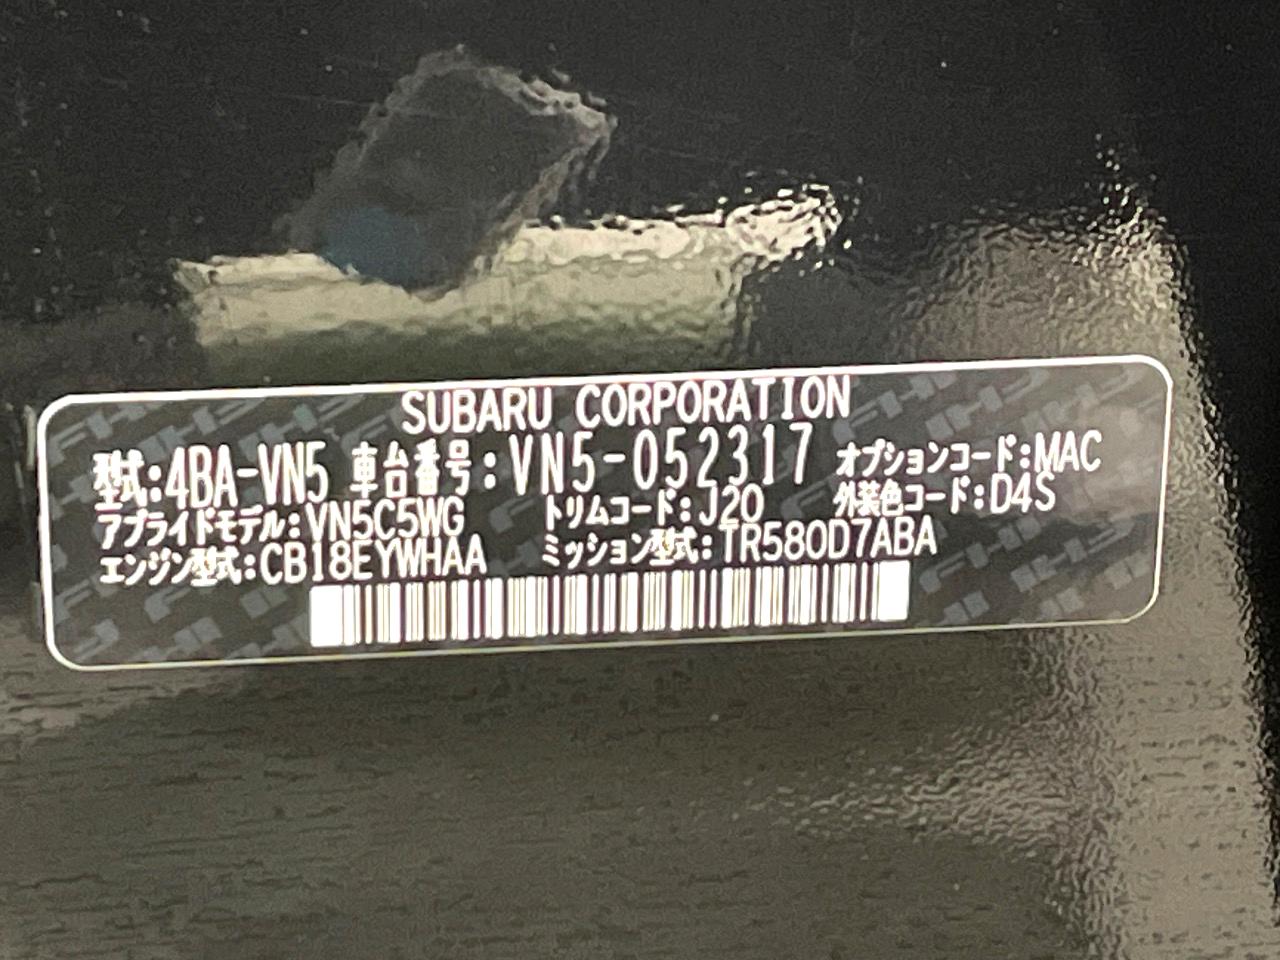 SUBARU CORPORATION
型式:4BA-VN5 車台番号:VN5-052317 オプションコード:MAC
アプライドモデル:VN5C5WG トリムコード:J20 外装色コード:D4S
エンジン型式:CB18EYWHAA ミッション型式:TR580D7ABA